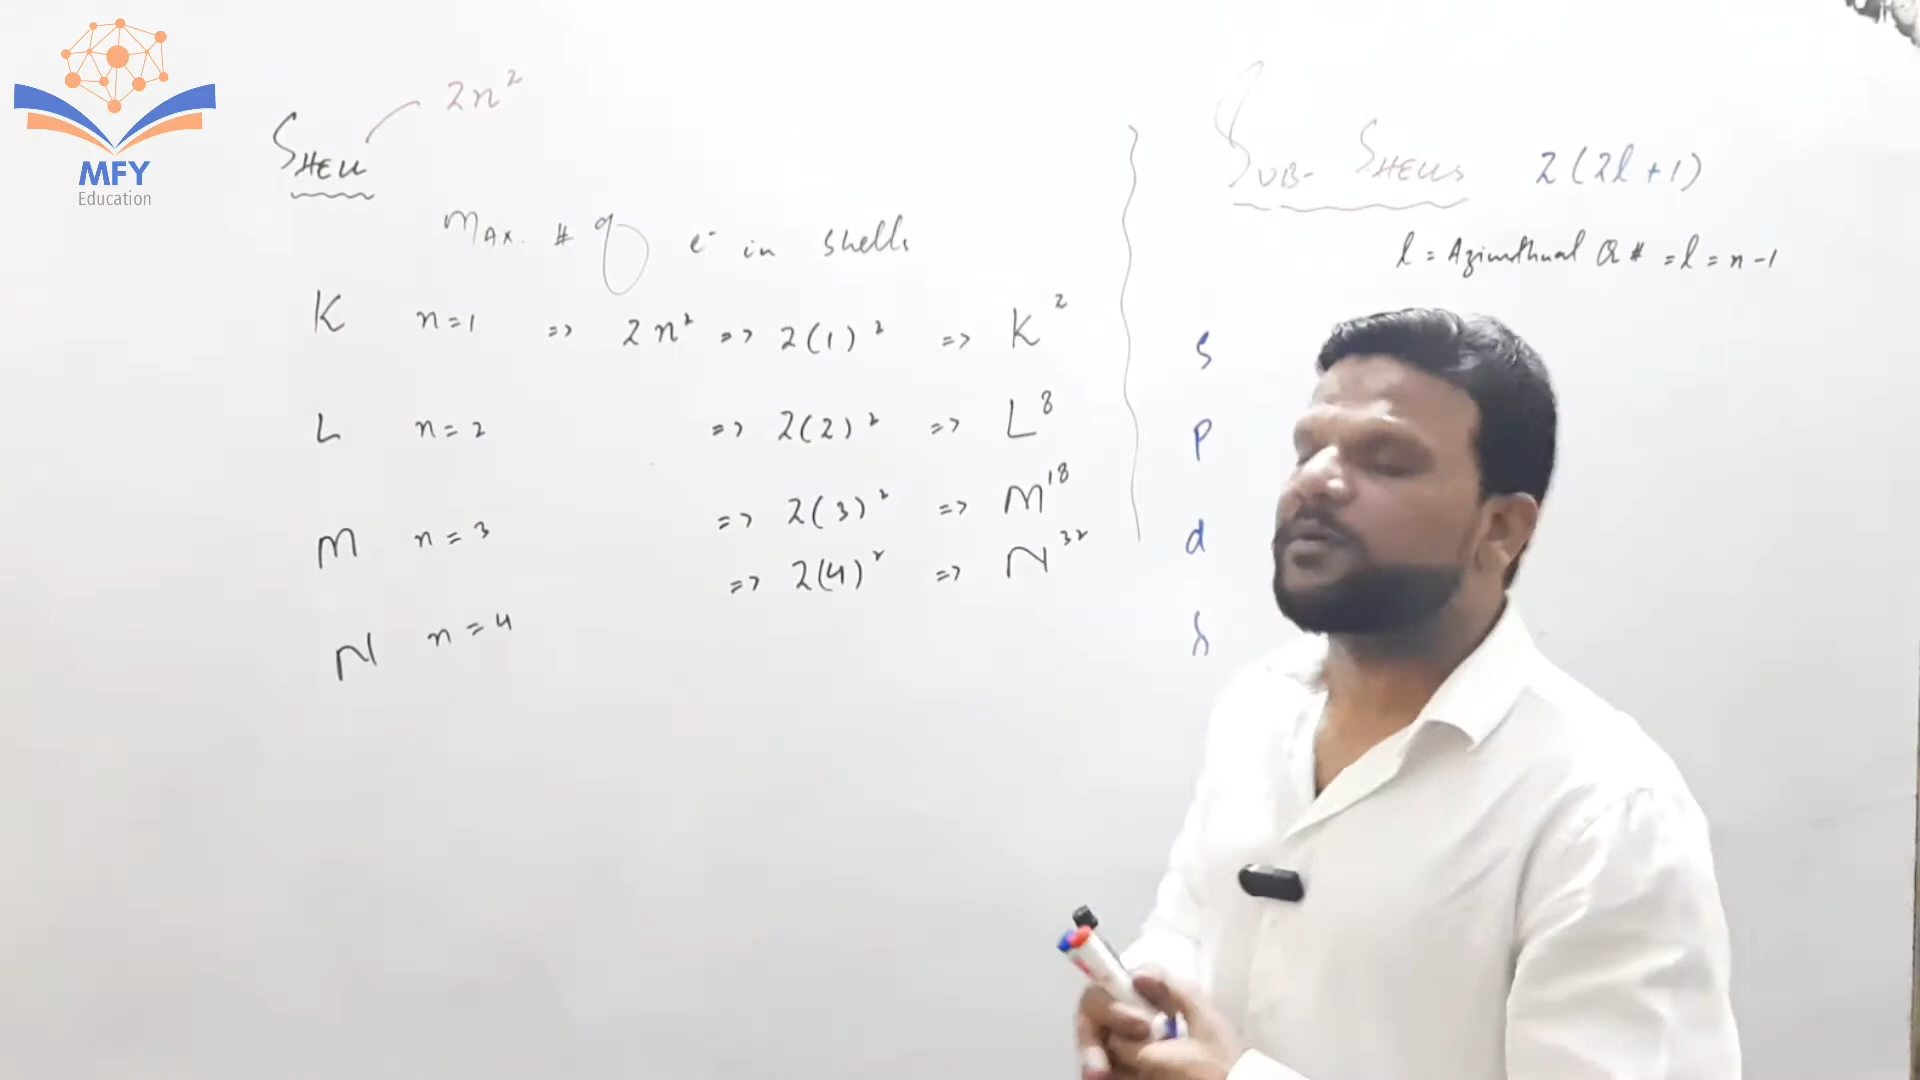 MFY
Education
SHELL 2n²
MAX. # of e⁻ in shells
K n=1 => 2n² => 2(1)² => K²
L n=2 => 2(2)² => L⁸
M n=3 => 2(3)² => M¹⁸
N n=4 => 2(4)² => N³²
SUB-SHELLS 2(2l+1)
l = Azimuthual Q # = l = n-1
s
p
d
f